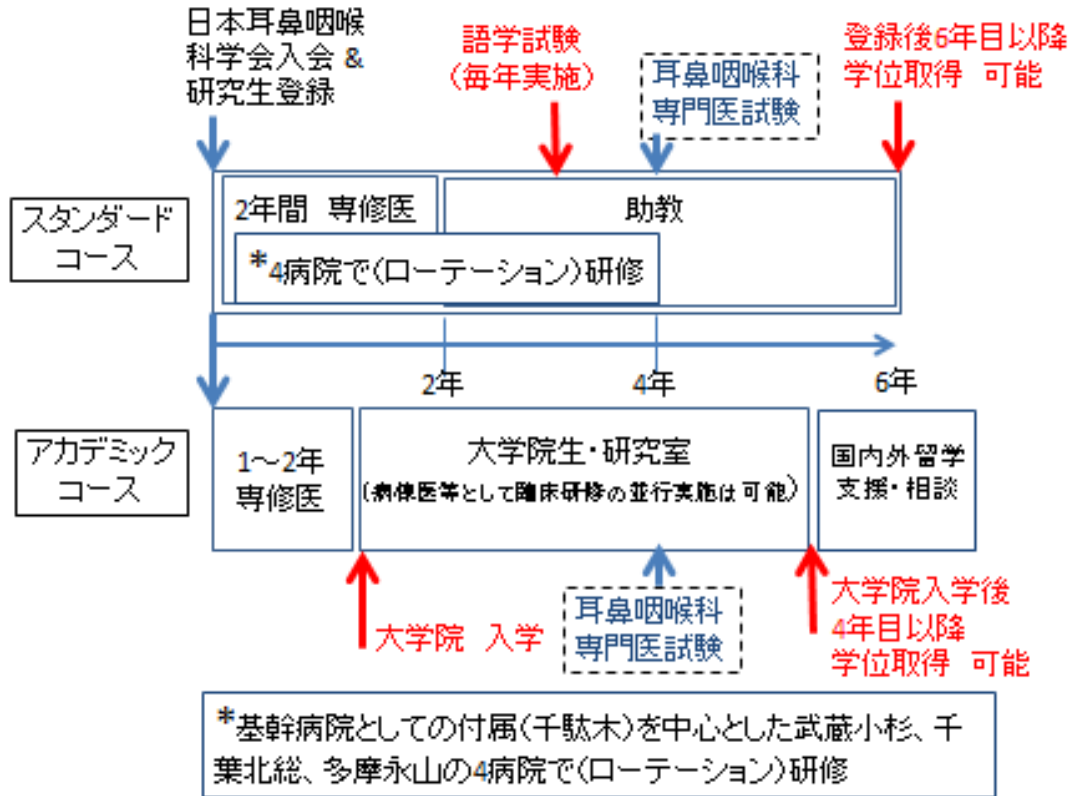 日本耳鼻咽喉
科学会入会 &
研究生登録
語学試験
(毎年実施)
耳鼻咽喉科
専門医試験
登録後6年目以降
学位取得 可能
スタンダード
コース
2年間 専修医
助教
*4病院で(ローテーション)研修
2年
4年
6年
アカデミック
コース
1～2年
専修医
大学院生・研究室
(病棟医等として臨床研修の並行実施は可能)
国内外留学
支援・相談
大学院 入学
耳鼻咽喉科
専門医試験
大学院入学後
4年目以降
学位取得 可能
*基幹病院としての付属(千駄木)を中心とした武蔵小杉、千
葉北総、多摩永山の4病院で(ローテーション)研修